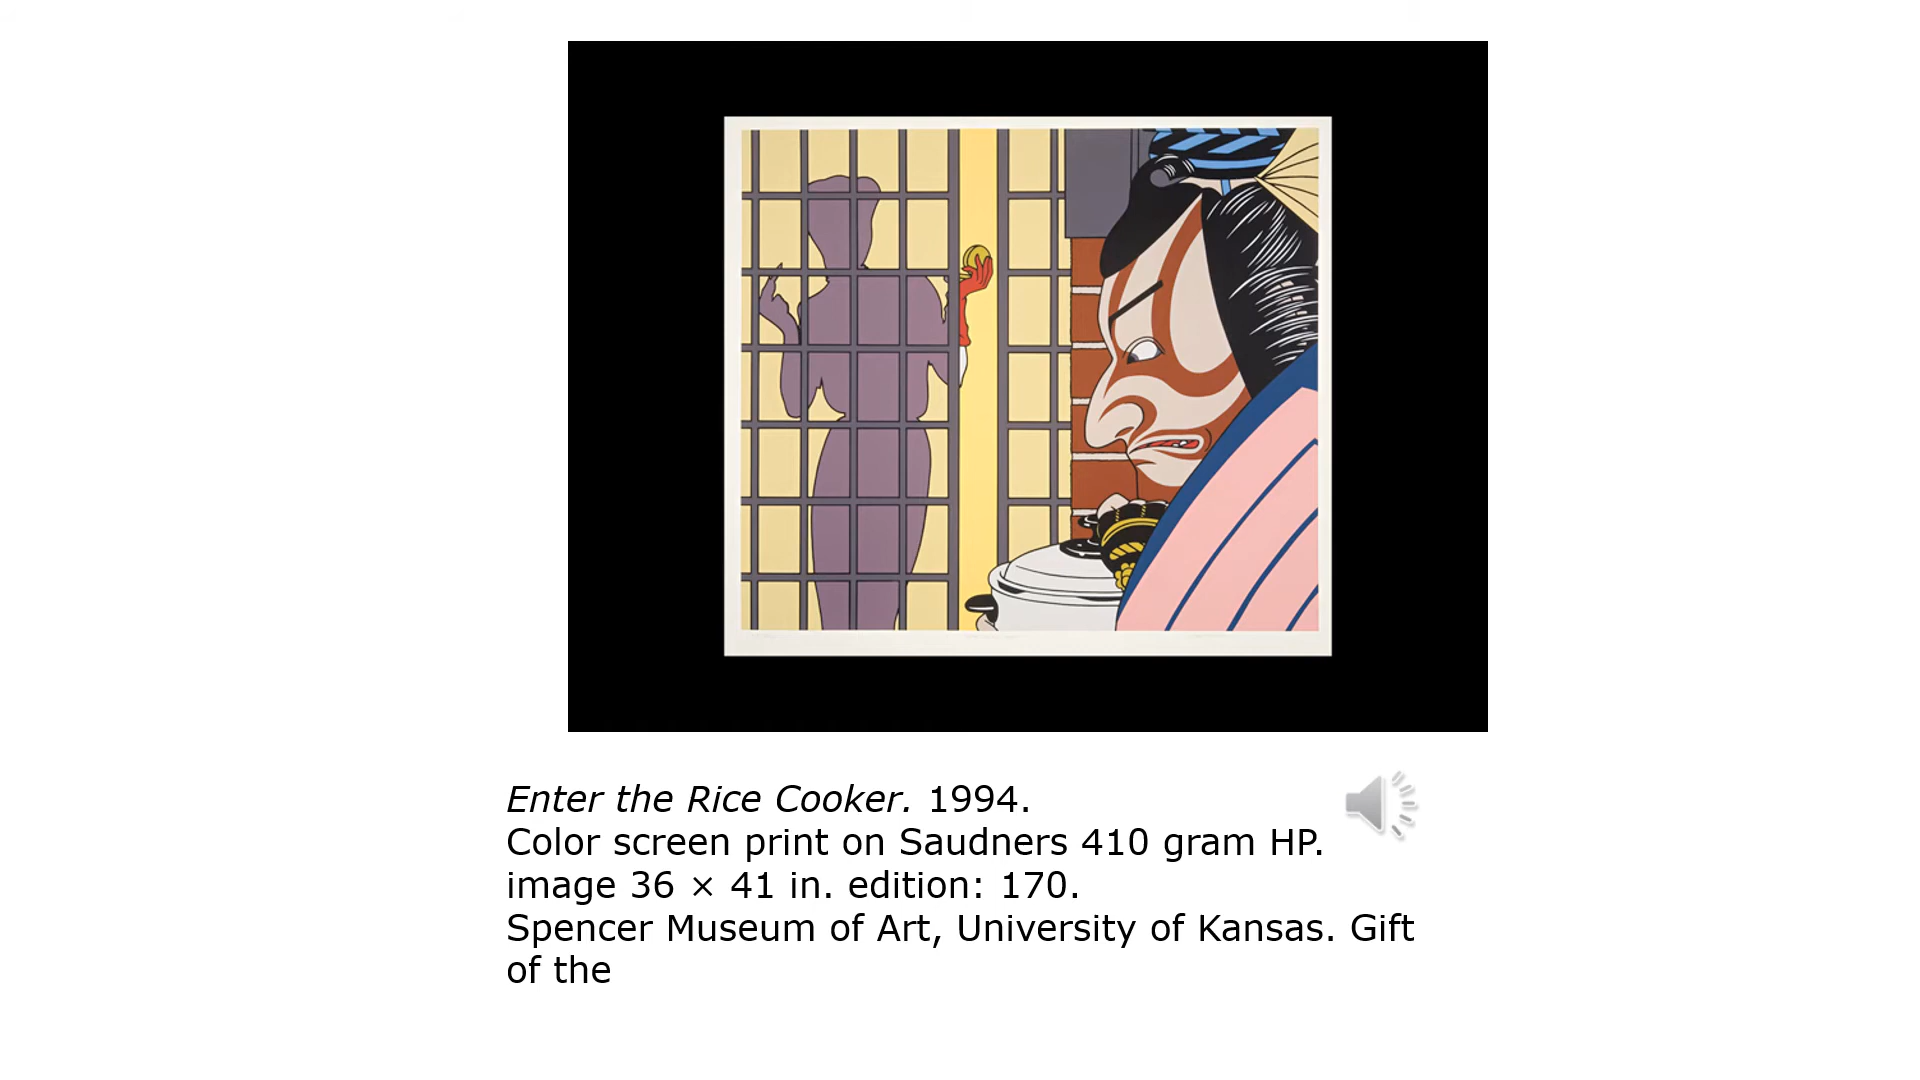 Enter the Rice Cooker. 1994.
Color screen print on Saudners 410 gram HP.
image 36 × 41 in. edition: 170.
Spencer Museum of Art, University of Kansas. Gift
of the